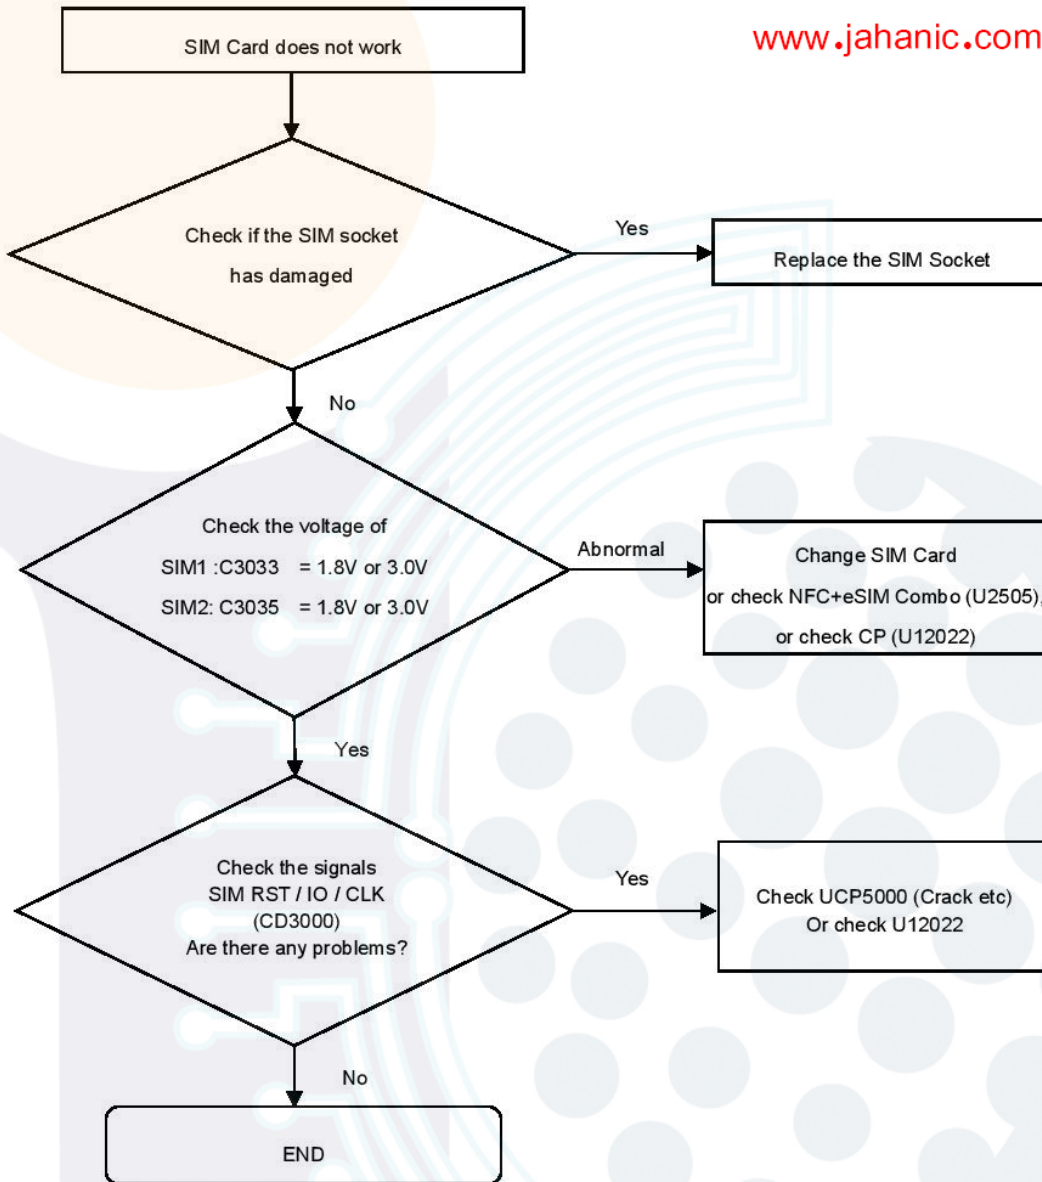 www.jahanic.com
SIM Card does not work
Check if the SIM socket
has damaged
Yes
Replace the SIM Socket
No
Check the voltage of
SIM1 :C3033 = 1.8V or 3.0V
SIM2: C3035 = 1.8V or 3.0V
Abnormal
Change SIM Card
or check NFC+eSIM Combo (U2505),
or check CP (U12022)
Yes
Check the signals
SIM RST / IO / CLK
(CD3000)
Are there any problems?
Yes
Check UCP5000 (Crack etc)
Or check U12022
No
END